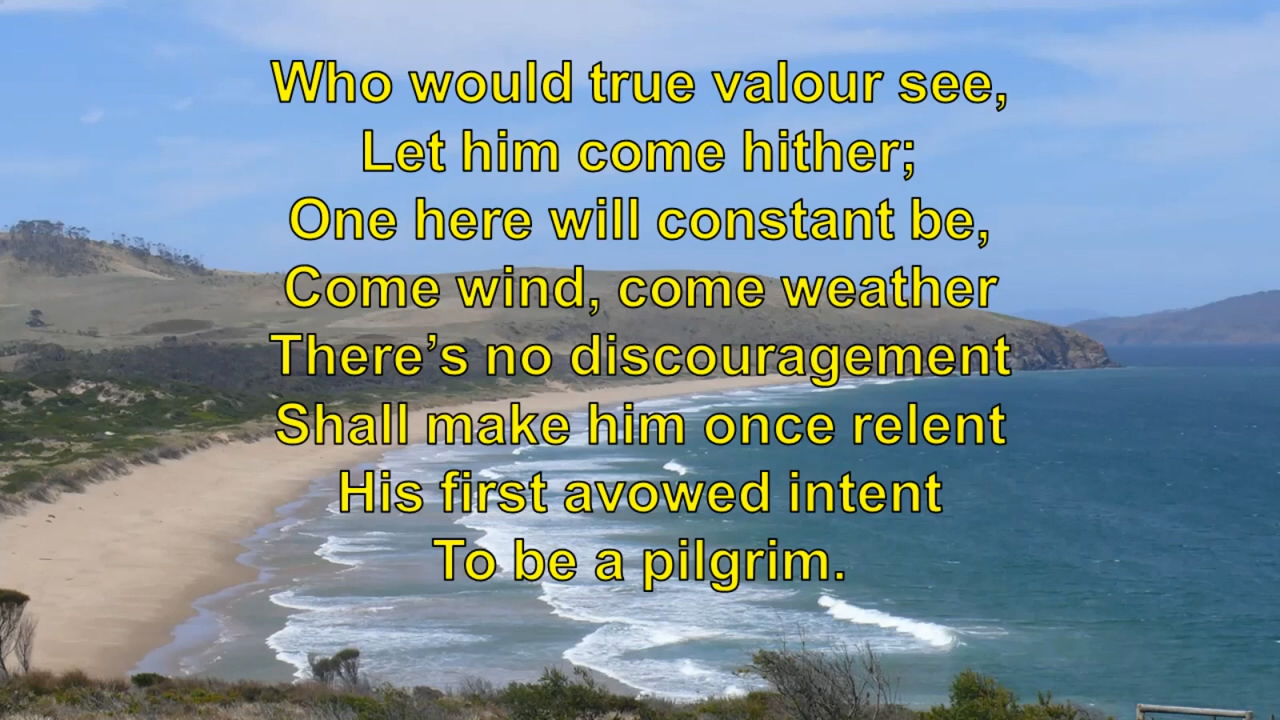 Who would true valour see,
Let him come hither;
One here will constant be,
Come wind, come weather
There’s no discouragement
Shall make him once relent
His first avowed intent
To be a pilgrim.